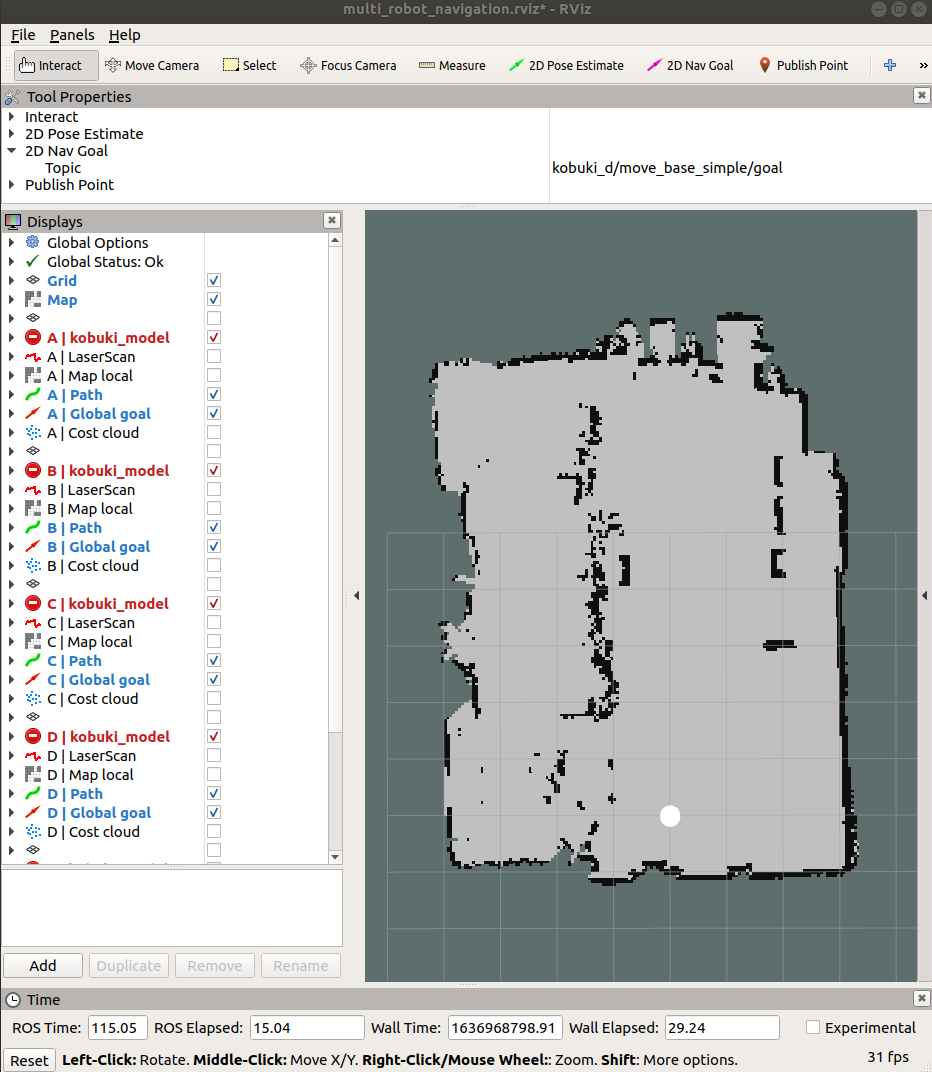 multi_robot_navigation.rviz* - RViz
File Panels Help
Interact Move Camera Select Focus Camera Measure 2D Pose Estimate 2D Nav Goal Publish Point »
Tool Properties
Interact
2D Pose Estimate
2D Nav Goal
Topic kobuki_d/move_base_simple/goal
Publish Point
Displays
Global Options
Global Status: Ok
Grid
Map
A | kobuki_model
A | LaserScan
A | Map local
A | Path
A | Global goal
A | Cost cloud
B | kobuki_model
B | LaserScan
B | Map local
B | Path
B | Global goal
B | Cost cloud
C | kobuki_model
C | LaserScan
C | Map local
C | Path
C | Global goal
C | Cost cloud
D | kobuki_model
D | LaserScan
D | Map local
D | Path
D | Global goal
D | Cost cloud
Add Duplicate Remove Rename
Time
ROS Time: 115.05 ROS Elapsed: 15.04 Wall Time: 1636968798.91 Wall Elapsed: 29.24 Experimental
Reset Left-Click: Rotate. Middle-Click: Move X/Y. Right-Click/Mouse Wheel:: Zoom. Shift: More options. 31 fps